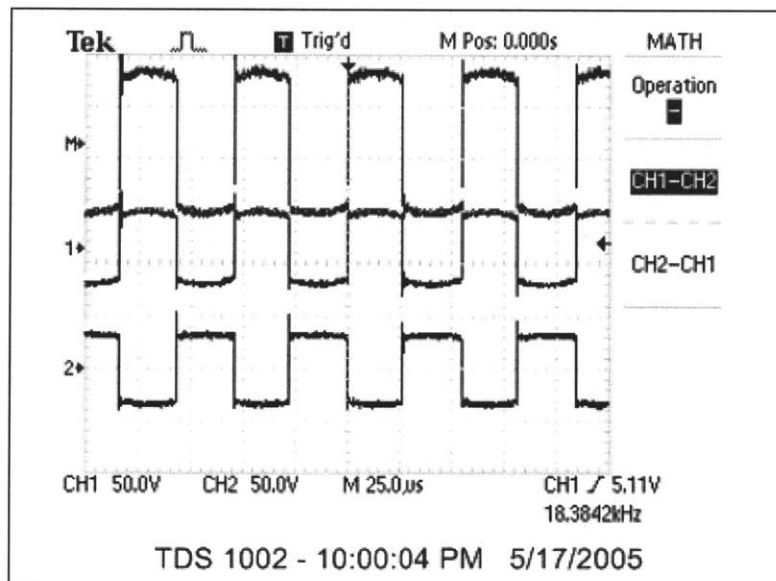 Tek T Trig'd M Pos: 0.000s MATH
Operation
−
M
CH1−CH2
1
CH2−CH1
2
CH1 50.0V CH2 50.0V M 25.0µs CH1 5.11V
18.3842kHz
TDS 1002 - 10:00:04 PM 5/17/2005